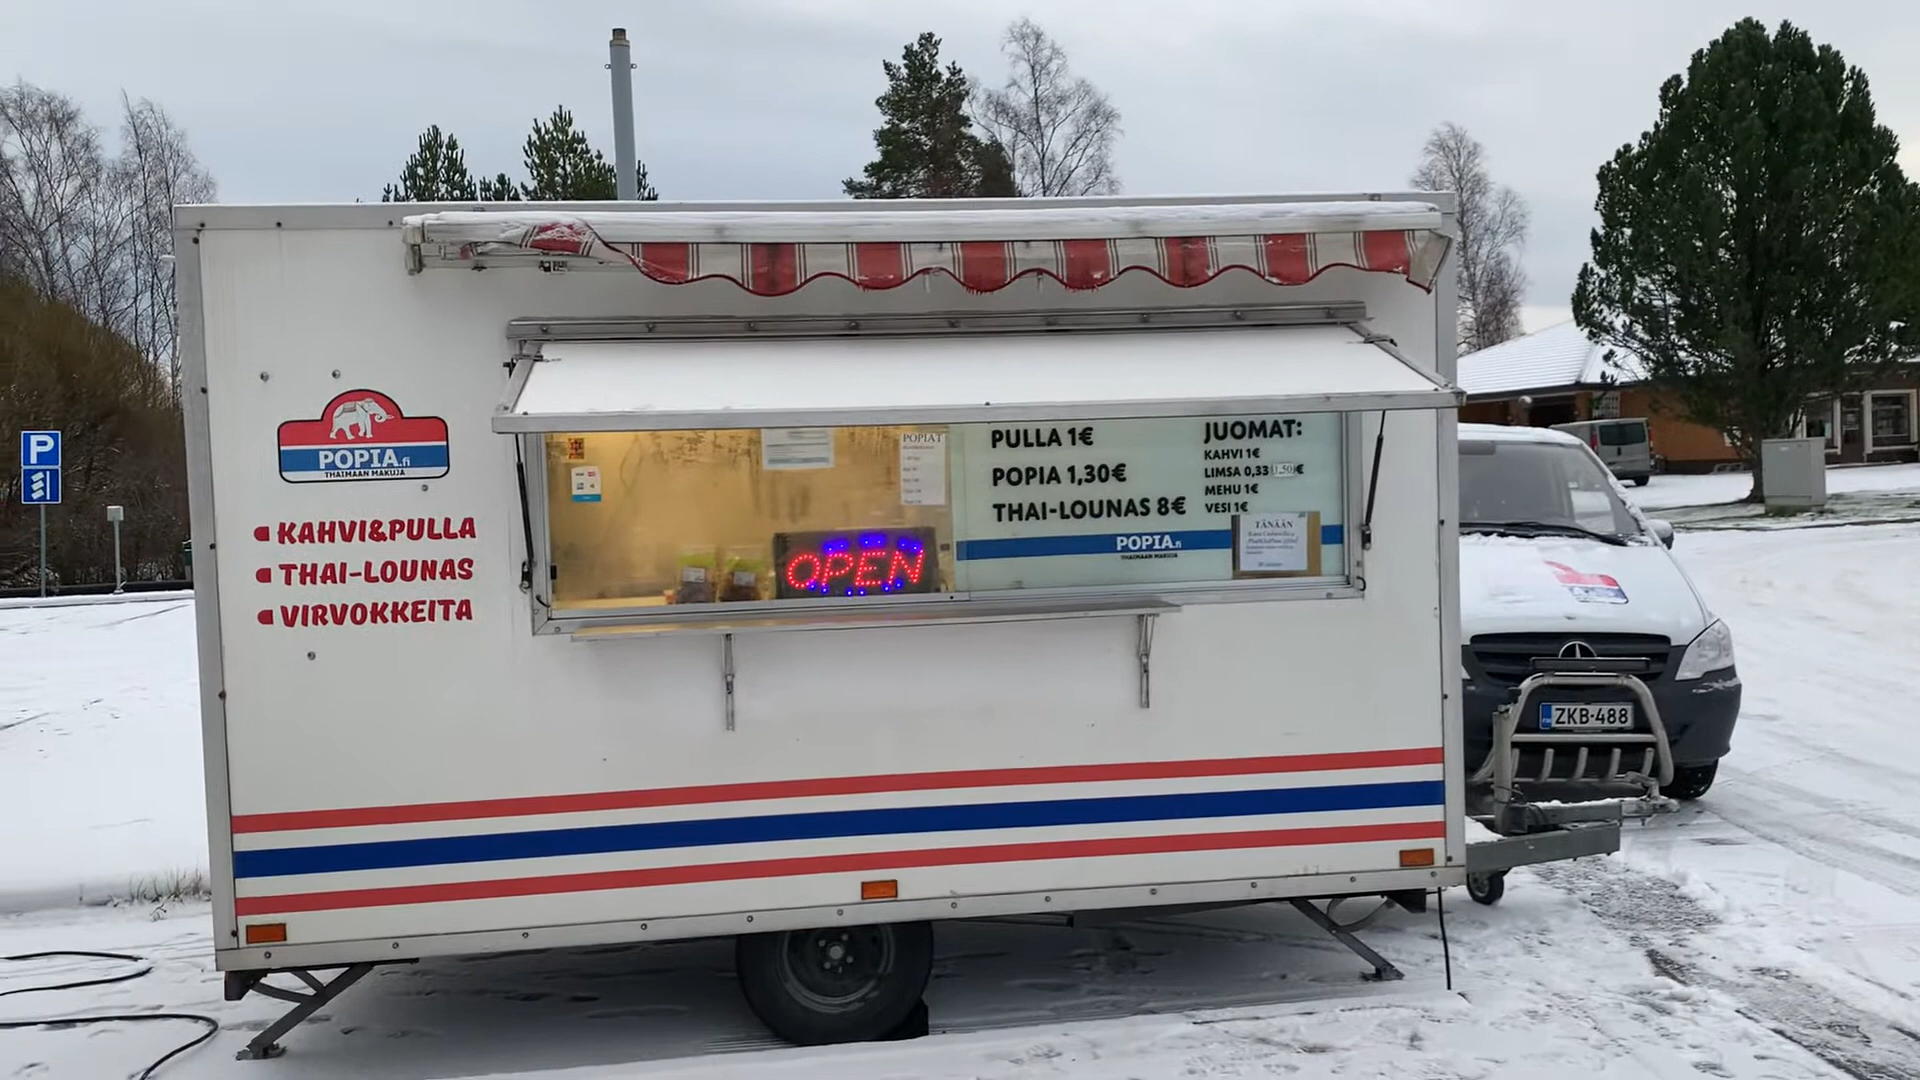 POPIA.fi
THAIMAAN MAKUJA
KAHVI&PULLA
THAI-LOUNAS
VIRVOKKEITA
POPIAT
OPEN
PULLA 1€
POPIA 1,30€
THAI-LOUNAS 8€
JUOMAT:
KAHVI 1€
LIMSA 0,33 1,50€
MEHU 1€
VESI 1€
POPIA.fi
THAIMAAN MAKUJA
TÄNÄÄN
P
ZKB-488